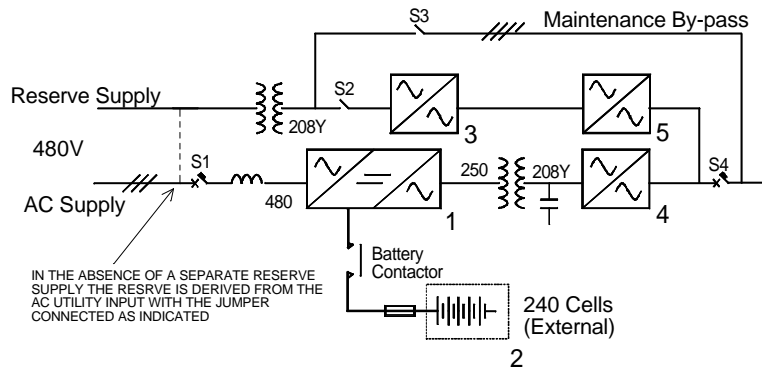 S3
Maintenance By-pass
Reserve Supply
S2
208Y
3
5
480V
S1
S4
480
250
208Y
AC Supply
1
4
IN THE ABSENCE OF A SEPARATE RESERVE
SUPPLY THE RESRVE IS DERIVED FROM THE
AC UTILITY INPUT WITH THE JUMPER
CONNECTED AS INDICATED
Battery
Contactor
240 Cells
(External)
2